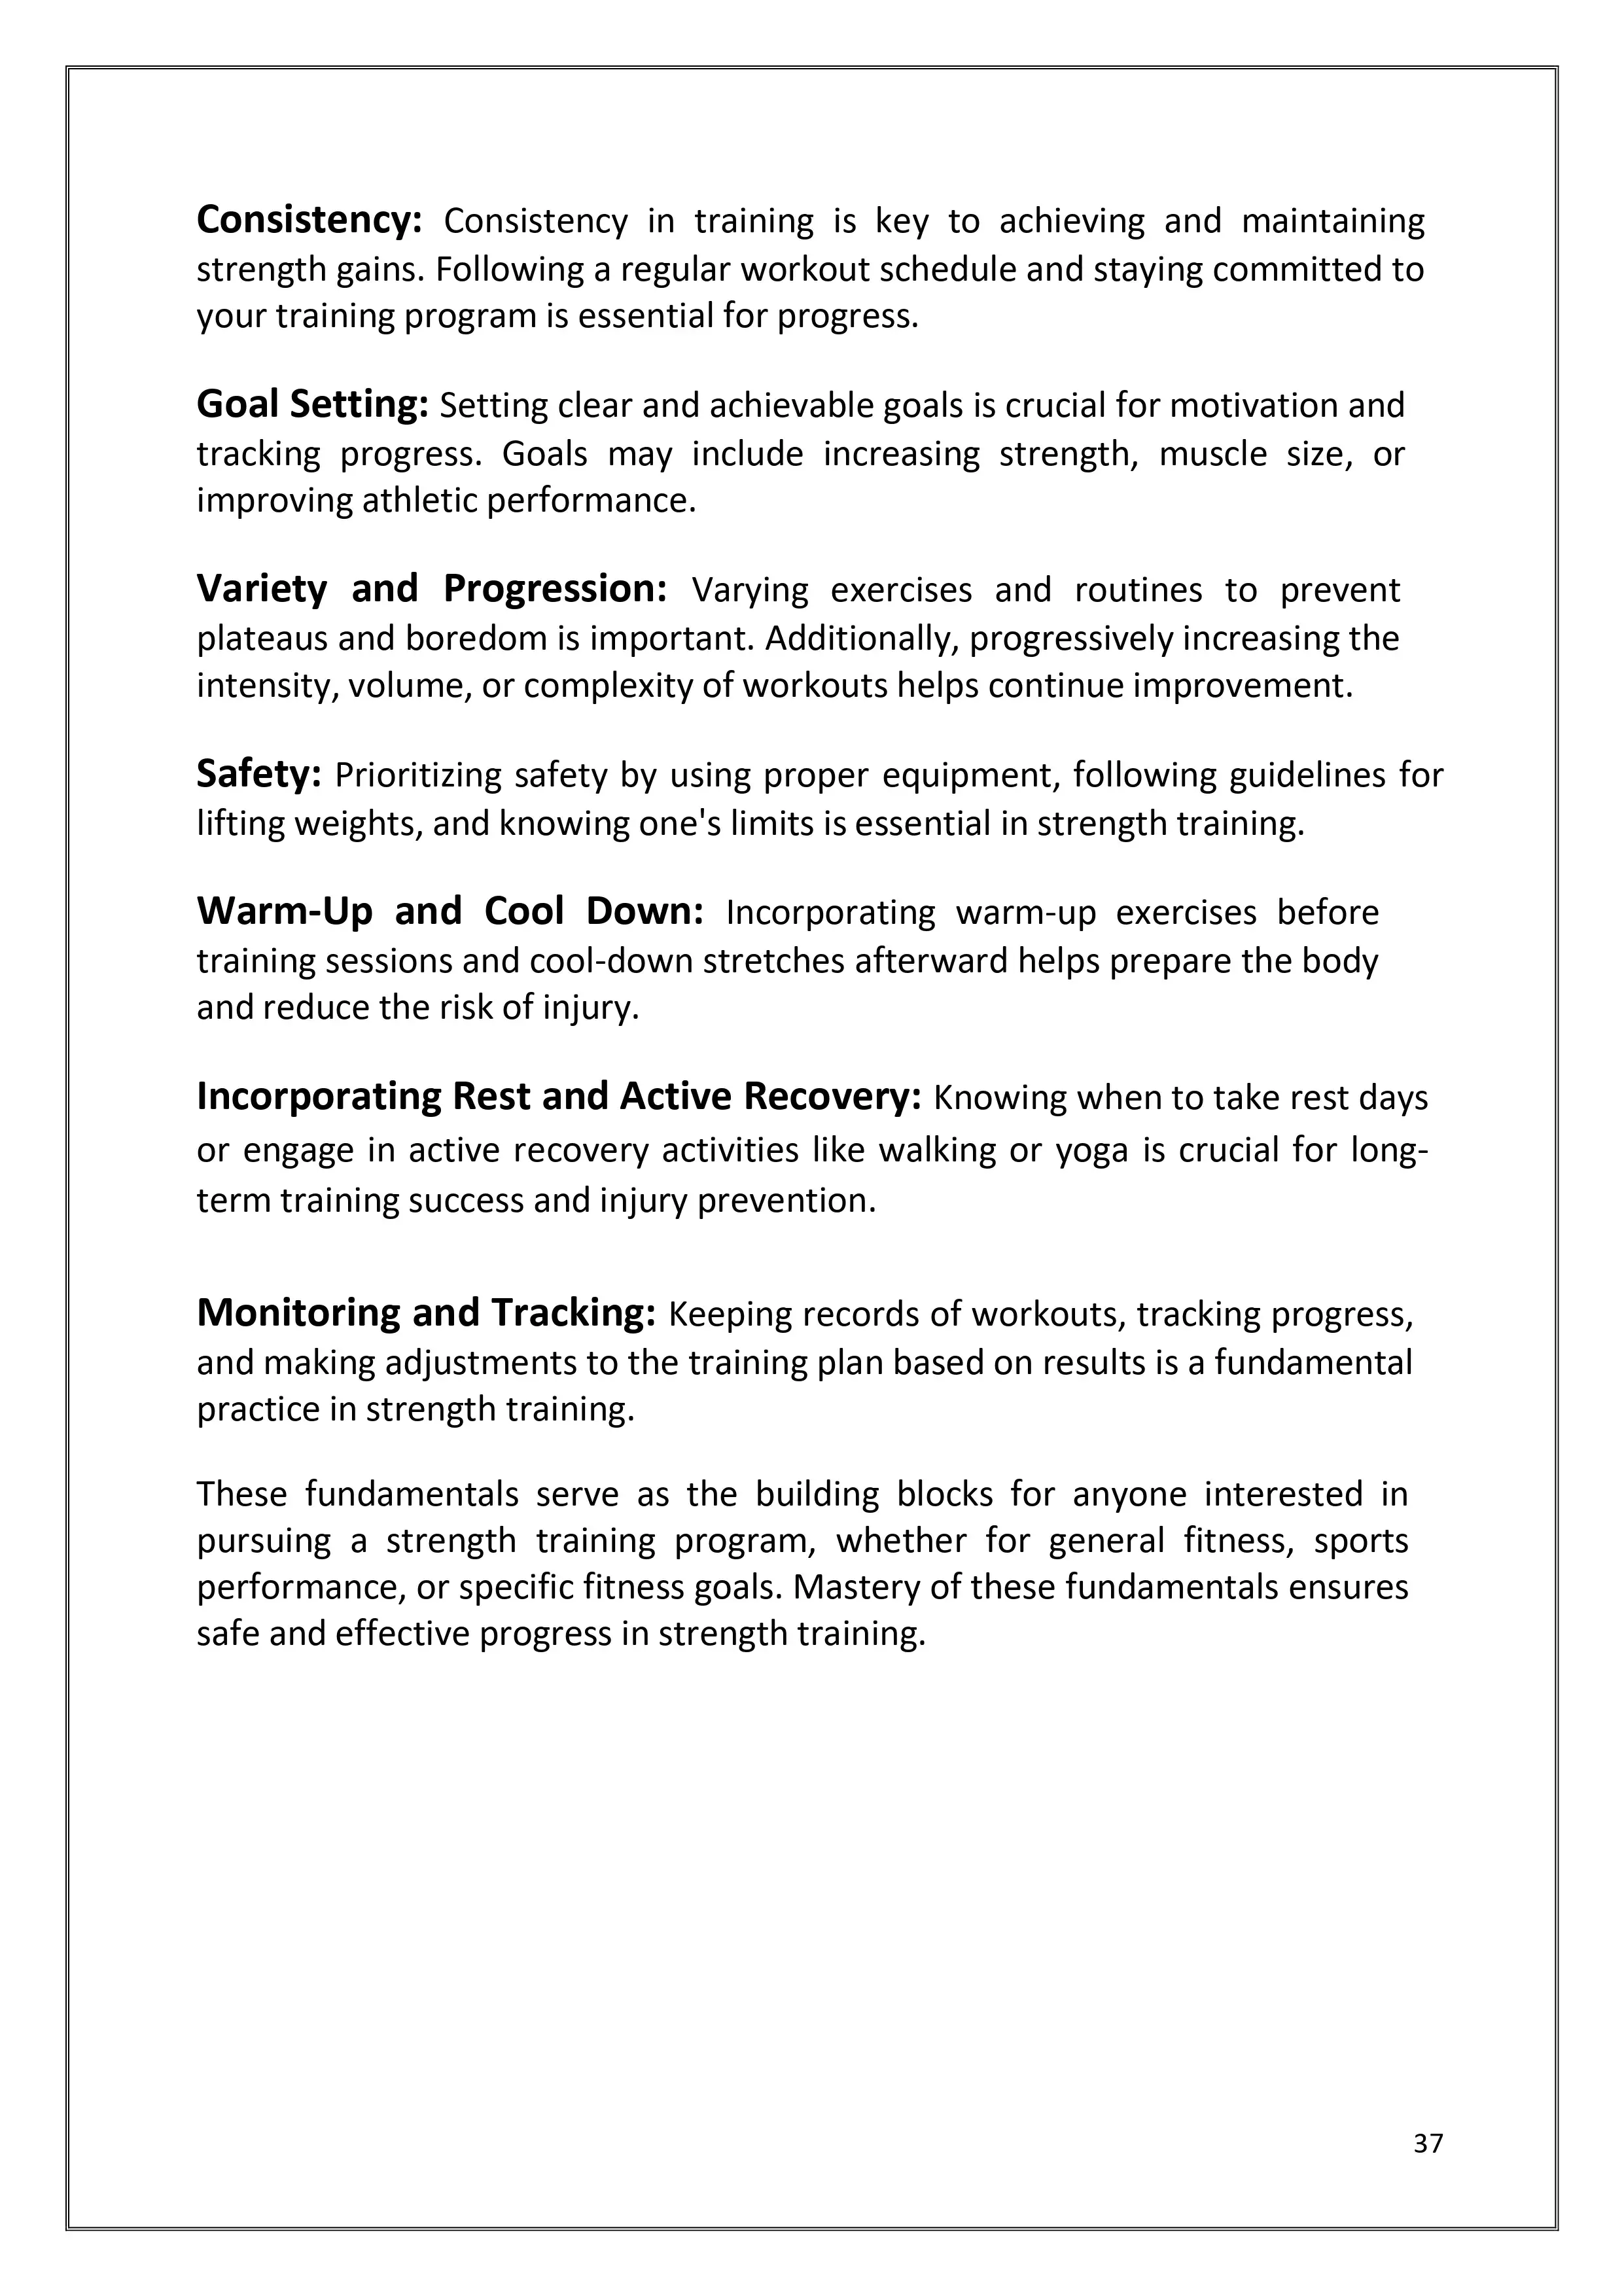 Consistency: Consistency in training is key to achieving and maintaining
strength gains. Following a regular workout schedule and staying committed to
your training program is essential for progress.
Goal Setting: Setting clear and achievable goals is crucial for motivation and
tracking progress. Goals may include increasing strength, muscle size, or
improving athletic performance.
Variety and Progression: Varying exercises and routines to prevent
plateaus and boredom is important. Additionally, progressively increasing the
intensity, volume, or complexity of workouts helps continue improvement.
Safety: Prioritizing safety by using proper equipment, following guidelines for
lifting weights, and knowing one's limits is essential in strength training.
Warm-Up and Cool Down: Incorporating warm-up exercises before
training sessions and cool-down stretches afterward helps prepare the body
and reduce the risk of injury.
Incorporating Rest and Active Recovery: Knowing when to take rest days
or engage in active recovery activities like walking or yoga is crucial for long-
term training success and injury prevention.
Monitoring and Tracking: Keeping records of workouts, tracking progress,
and making adjustments to the training plan based on results is a fundamental
practice in strength training.
These fundamentals serve as the building blocks for anyone interested in
pursuing a strength training program, whether for general fitness, sports
performance, or specific fitness goals. Mastery of these fundamentals ensures
safe and effective progress in strength training.
37